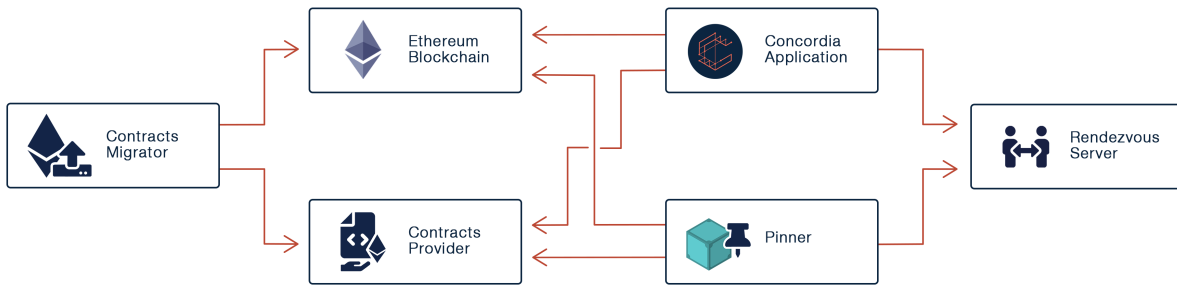 Ethereum
Blockchain
Concordia
Application
Contracts
Migrator
Rendezvous
Server
Contracts
Provider
Pinner